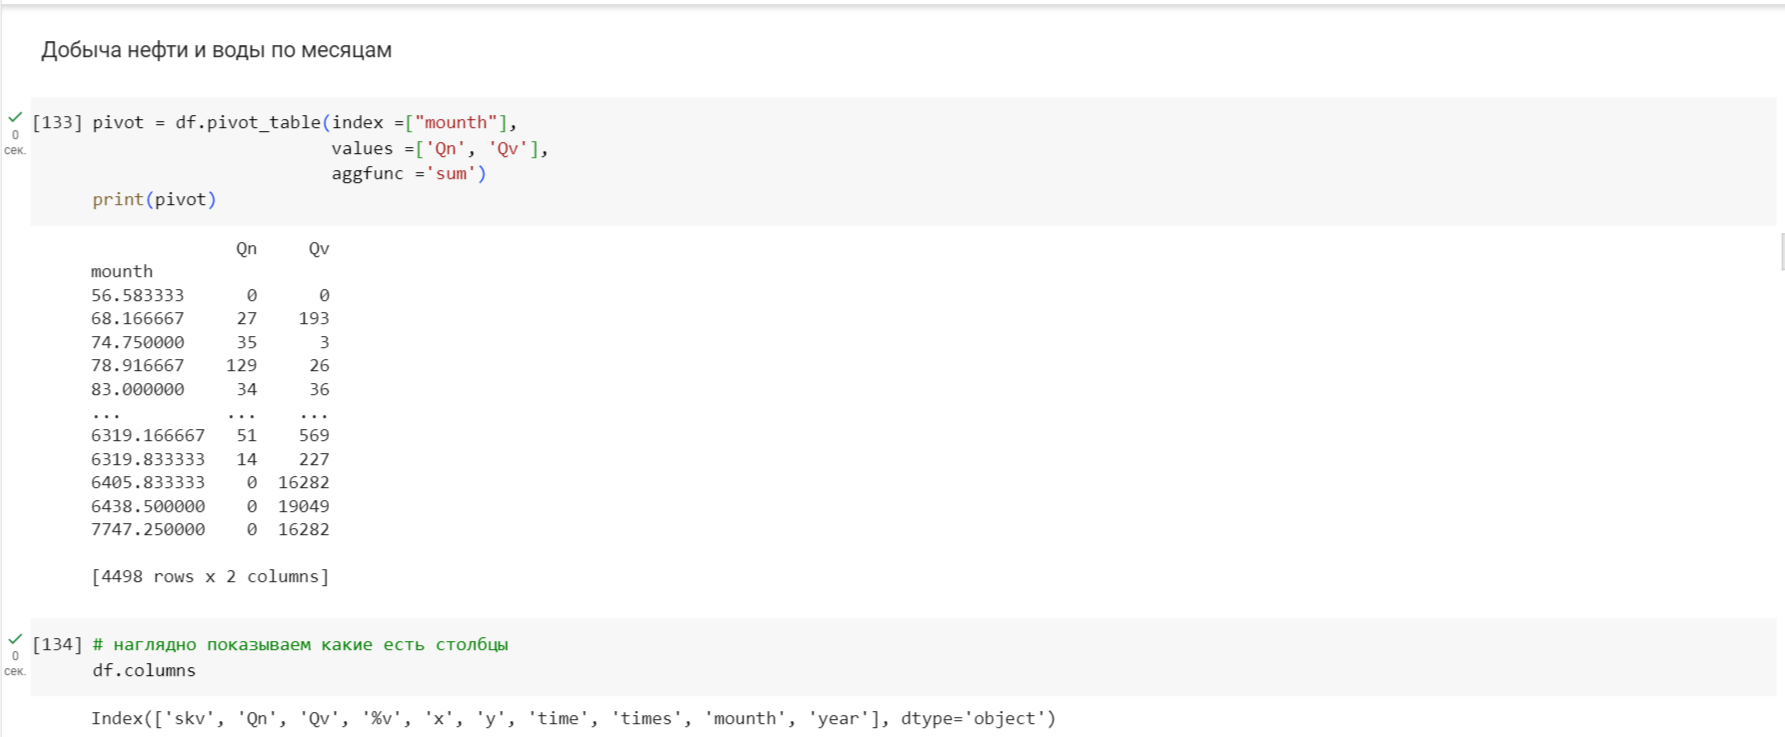 Добыча нефти и воды по месяцам
[133] pivot = df.pivot_table(index =["mounth"],
0
сек.
values =['Qn', 'Qv'],
aggfunc ='sum')
print(pivot)
Qn Qv
mounth
56.583333 0 0
68.166667 27 193
74.750000 35 3
78.916667 129 26
83.000000 34 36
... ... ...
6319.166667 51 569
6319.833333 14 227
6405.833333 0 16282
6438.500000 0 19049
7747.250000 0 16282
[4498 rows x 2 columns]
[134] # наглядно показываем какие есть столбцы
0
сек.
df.columns
Index(['skv', 'Qn', 'Qv', '%v', 'x', 'y', 'time', 'times', 'mounth', 'year'], dtype='object')